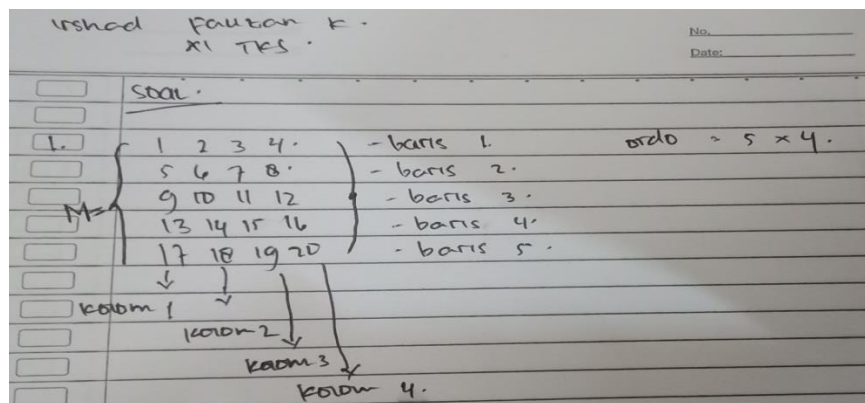 Irshad Fauzan K.
XI TKS.
No.
Date:
Soal.
1. 1 2 3 4. - baris 1. ordo = 5 x 4.
5 6 7 8. - baris 2.
M= 9 10 11 12 - baris 3.
13 14 15 16 - baris 4.
17 18 19 20 - baris 5.
kolom 1
kolom 2
kolom 3
kolom 4.